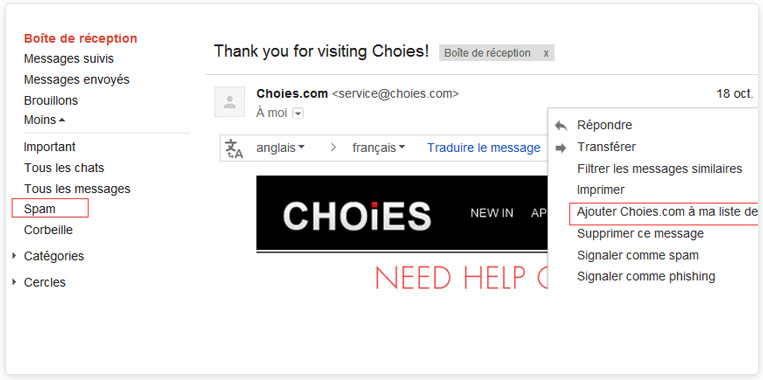 Boîte de réception
Messages suivis
Messages envoyés
Brouillons
Moins
Important
Tous les chats
Tous les messages
Spam
Corbeille
Catégories
Cercles
Thank you for visiting Choies! Boîte de réception x
Choies.com <service@choies.com> 18 oct.
À moi
anglais français Traduire le message
CHOiES NEW IN AP
NEED HELP
Répondre
Transférer
Filtrer les messages similaires
Imprimer
Ajouter Choies.com à ma liste de
Supprimer ce message
Signaler comme spam
Signaler comme phishing